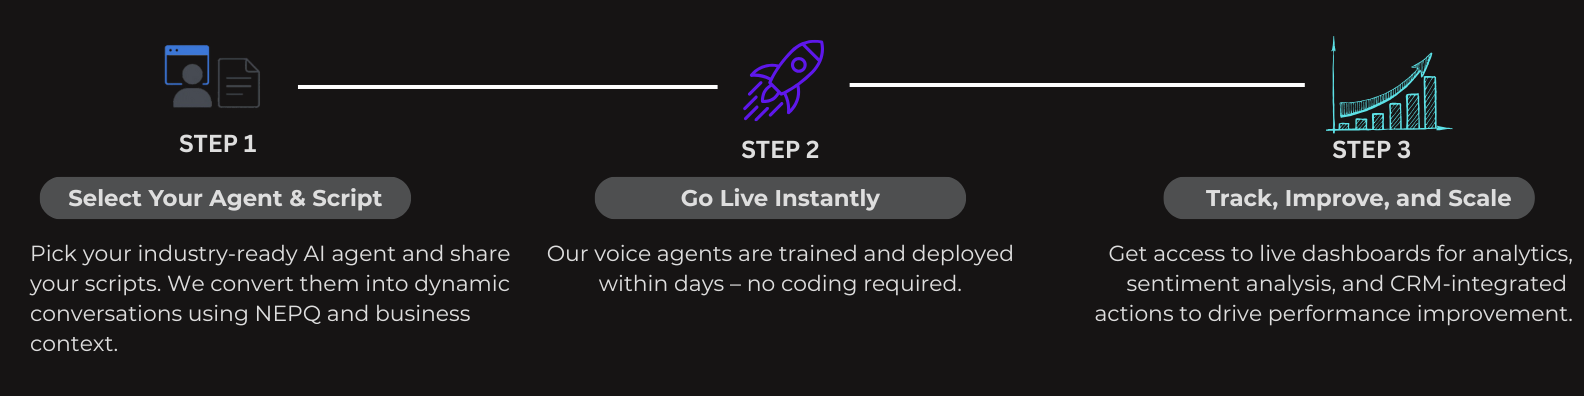 STEP 1
Select Your Agent & Script
Pick your industry-ready AI agent and share
your scripts. We convert them into dynamic
conversations using NEPQ and business
context.
STEP 2
Go Live Instantly
Our voice agents are trained and deployed
within days – no coding required.
STEP 3
Track, Improve, and Scale
Get access to live dashboards for analytics,
sentiment analysis, and CRM-integrated
actions to drive performance improvement.